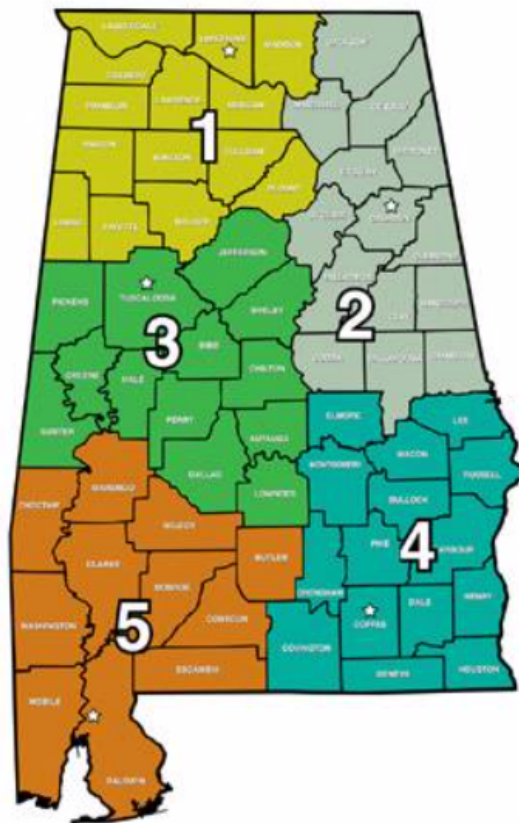 LAUDERDALE
LIMESTONE
MADISON
JACKSON
COLBERT
FRANKLIN
LAWRENCE
MORGAN
MARSHALL
DEKALB
1
MARION
WINSTON
CULLMAN
CHEROKEE
ETOWAH
BLOUNT
LAMAR
FAYETTE
WALKER
ST CLAIR
CALHOUN
JEFFERSON
CLEBURNE
PICKENS
TUSCALOOSA
TALLADEGA
SHELBY
2
CLAY
RANDOLPH
3
BIBB
GREENE
HALE
CHILTON
COOSA
TALLAPOOSA
CHAMBERS
SUMTER
PERRY
AUTAUGA
ELMORE
LEE
DALLAS
MONTGOMERY
MACON
RUSSELL
MARENGO
LOWNDES
BULLOCK
CHOCTAW
WILCOX
BUTLER
PIKE
4
BARBOUR
CLARKE
MONROE
CRENSHAW
HENRY
WASHINGTON
5
CONECUH
COFFEE
DALE
COVINGTON
ESCAMBIA
GENEVA
HOUSTON
MOBILE
BALDWIN